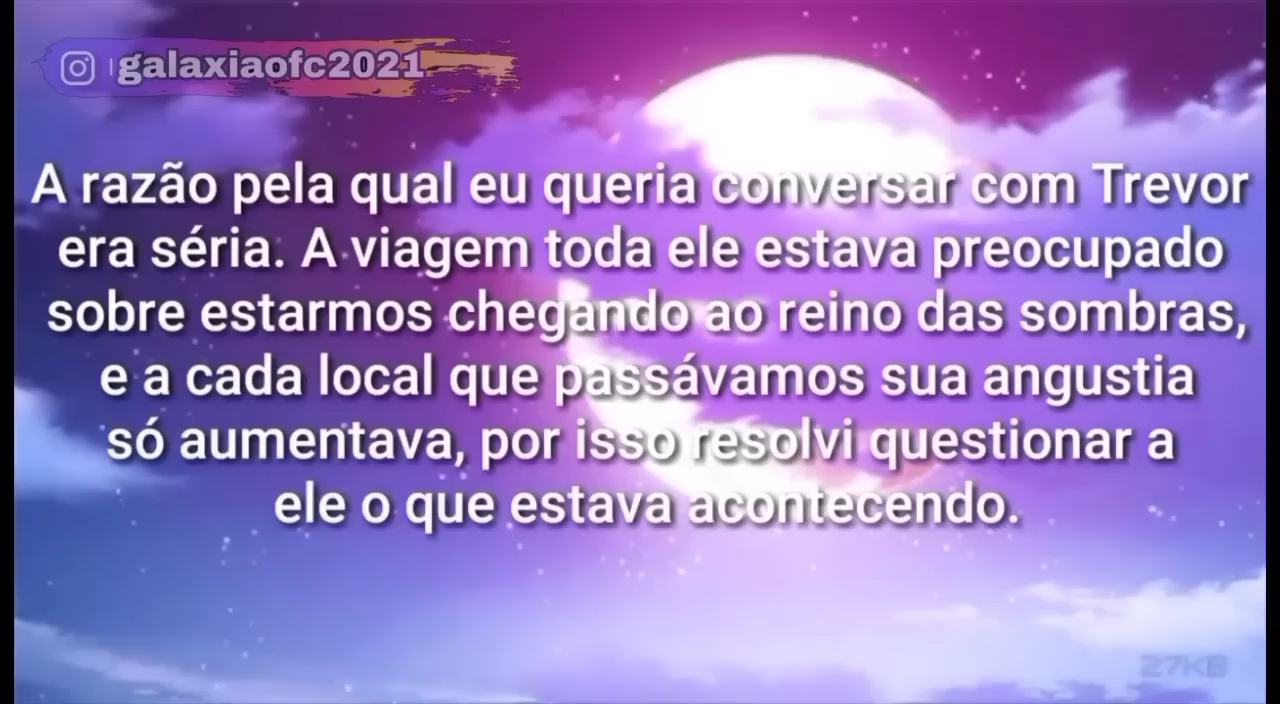 galaxiaofc2021
A razão pela qual eu queria conversar com Trevor
era séria. A viagem toda ele estava preocupado
sobre estarmos chegando ao reino das sombras,
e a cada local que passávamos sua angustia
só aumentava, por isso resolvi questionar a
ele o que estava acontecendo.